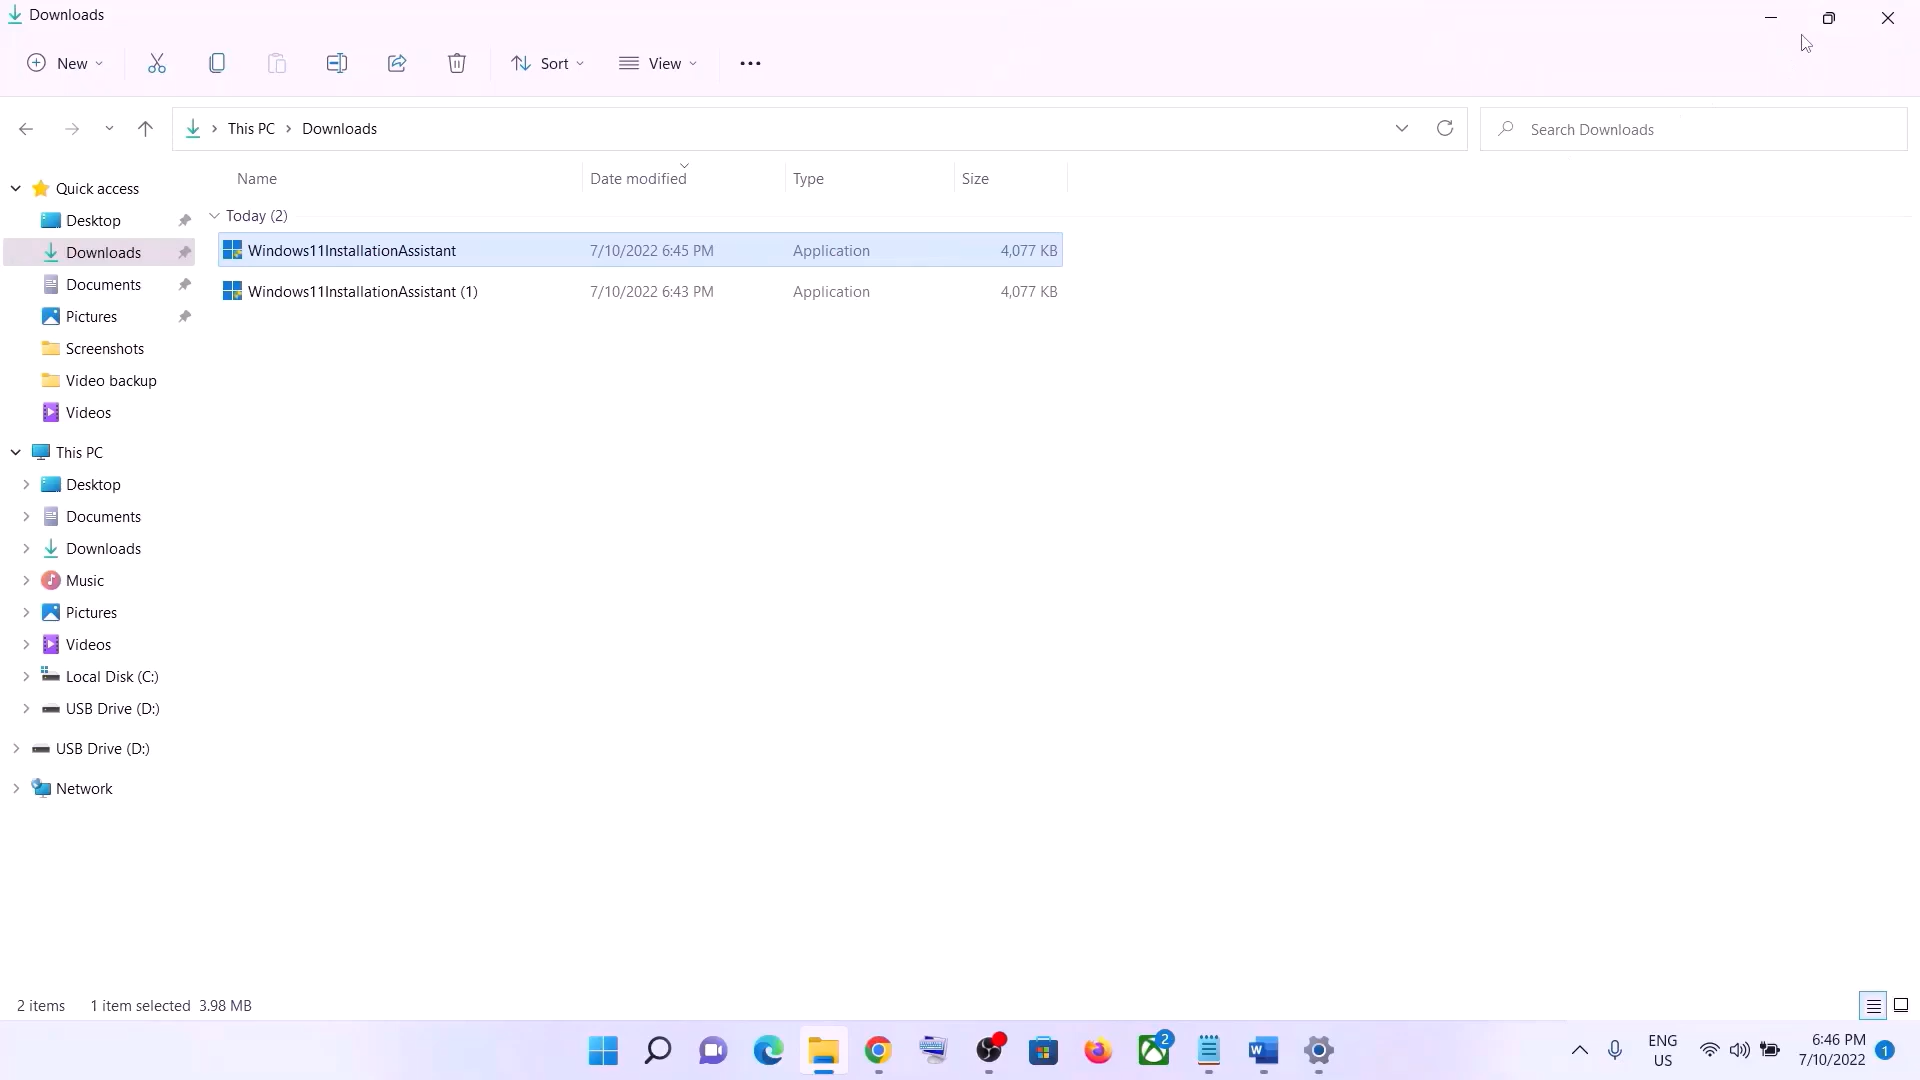 Downloads
New
Sort
View
This PC
Downloads
Search Downloads
Name
Date modified
Type
Size
Quick access
Desktop
Downloads
Documents
Pictures
Screenshots
Video backup
Videos
This PC
Desktop
Documents
Downloads
Music
Pictures
Videos
Local Disk (C:)
USB Drive (D:)
USB Drive (D:)
Network
Today (2)
Windows11InstallationAssistant 7/10/2022 6:45 PM Application 4,077 KB
Windows11InstallationAssistant (1) 7/10/2022 6:43 PM Application 4,077 KB
2 items 1 item selected 3.98 MB
2
ENG
US
6:46 PM
7/10/2022
1